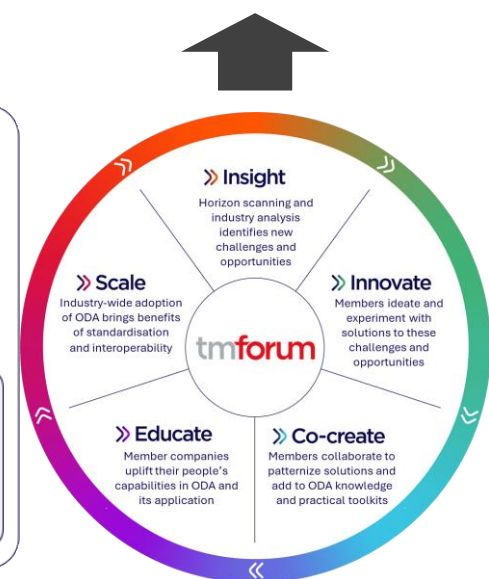 Insight
Horizon scanning and
industry analysis
identifies new
challenges and
opportunities
Innovate
Members ideate and
experiment with
solutions to these
challenges and
opportunities
Co-create
Members collaborate to
patternize solutions and
add to ODA knowledge
and practical toolkits
Educate
Member companies
uplift their people's
capabilities in ODA and
its application
Scale
Industry-wide adoption
of ODA brings benefits
of standardisation
and interoperability
tmforum